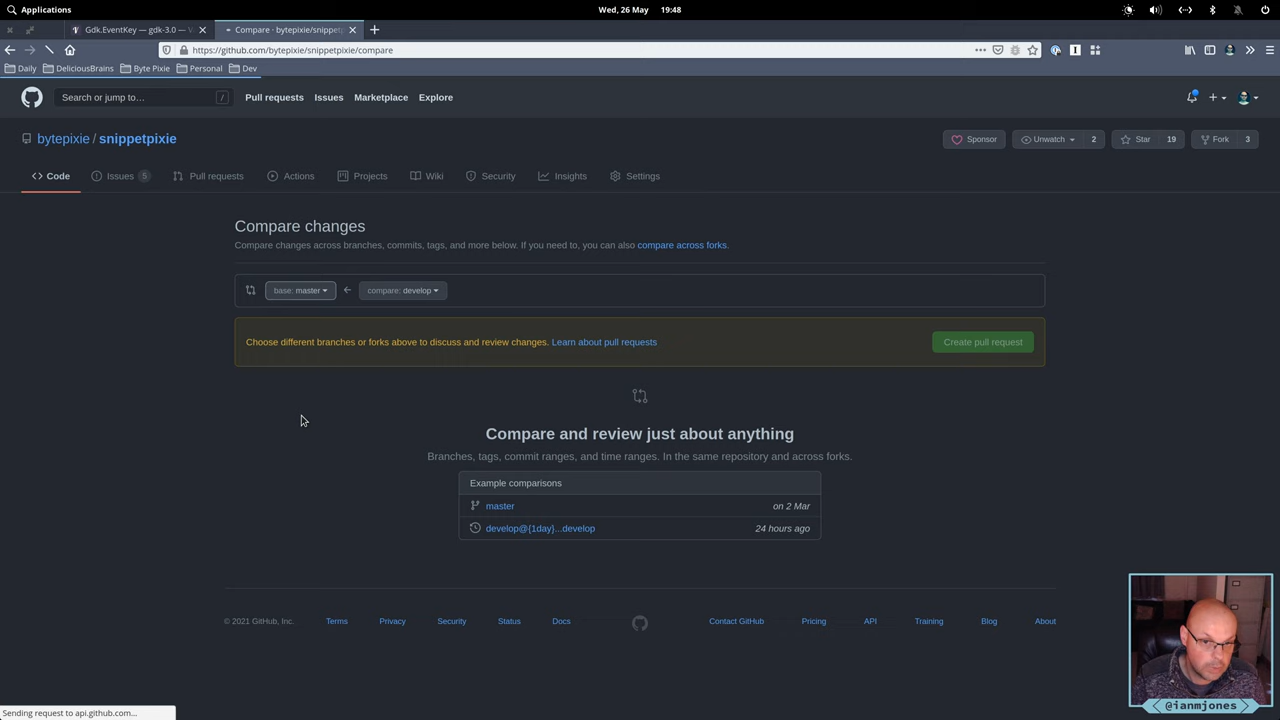 Applications
Wed, 26 May 19:48
Gdk.EventKey — gdk-3.0 — V
Compare · bytepixie/snippetp
https://github.com/bytepixie/snippetpixie/compare
Daily DeliciousBrains Byte Pixie Personal Dev
Search or jump to… /
Pull requests Issues Marketplace Explore
bytepixie / snippetpixie
Sponsor Unwatch 2 Star 19 Fork 3
Code Issues 5 Pull requests Actions Projects Wiki Security Insights Settings
Compare changes
Compare changes across branches, commits, tags, and more below. If you need to, you can also compare across forks.
base: master compare: develop
Choose different branches or forks above to discuss and review changes. Learn about pull requests Create pull request
Compare and review just about anything
Branches, tags, commit ranges, and time ranges. In the same repository and across forks.
Example comparisons
master on 2 Mar
develop@{1day}...develop 24 hours ago
© 2021 GitHub, Inc. Terms Privacy Security Status Docs Contact GitHub Pricing API Training Blog About
Sending request to api.github.com…
@ianmjones